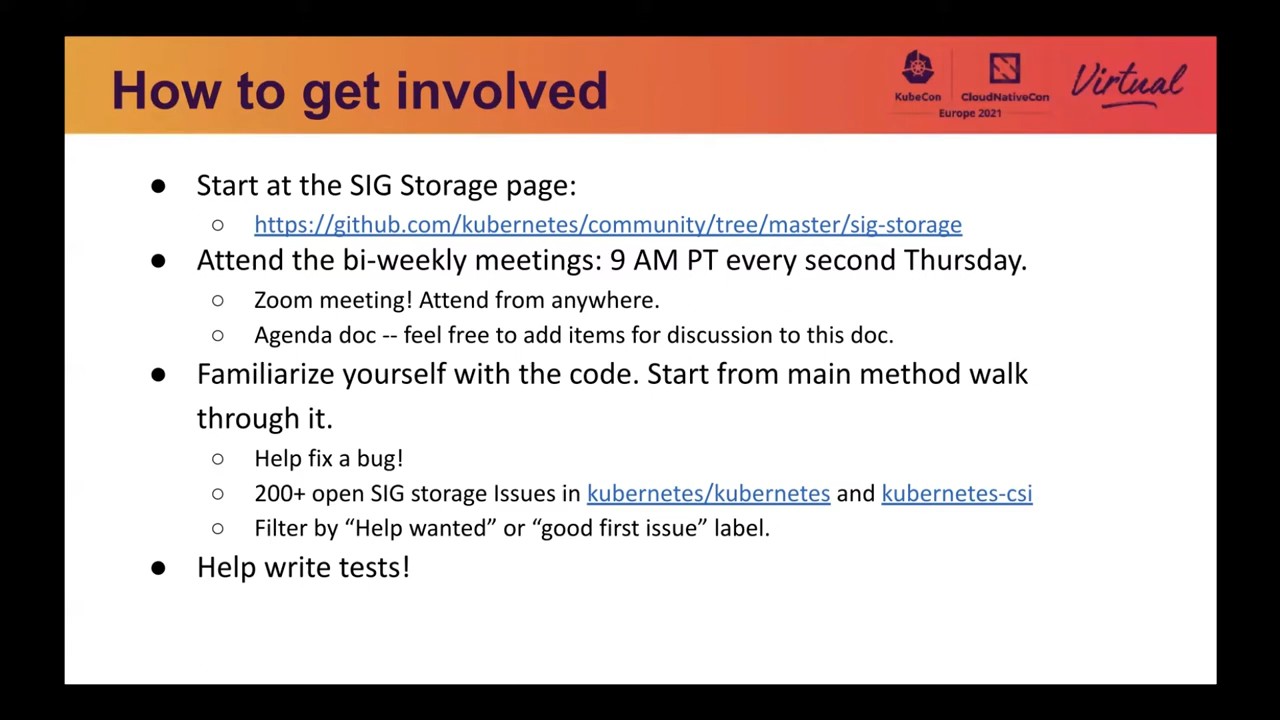 How to get involved
KubeCon
CloudNativeCon
Europe 2021
Virtual
● Start at the SIG Storage page:
○ https://github.com/kubernetes/community/tree/master/sig-storage
● Attend the bi-weekly meetings: 9 AM PT every second Thursday.
○ Zoom meeting! Attend from anywhere.
○ Agenda doc -- feel free to add items for discussion to this doc.
● Familiarize yourself with the code. Start from main method walk
through it.
○ Help fix a bug!
○ 200+ open SIG storage Issues in kubernetes/kubernetes and kubernetes-csi
○ Filter by “Help wanted” or “good first issue” label.
● Help write tests!